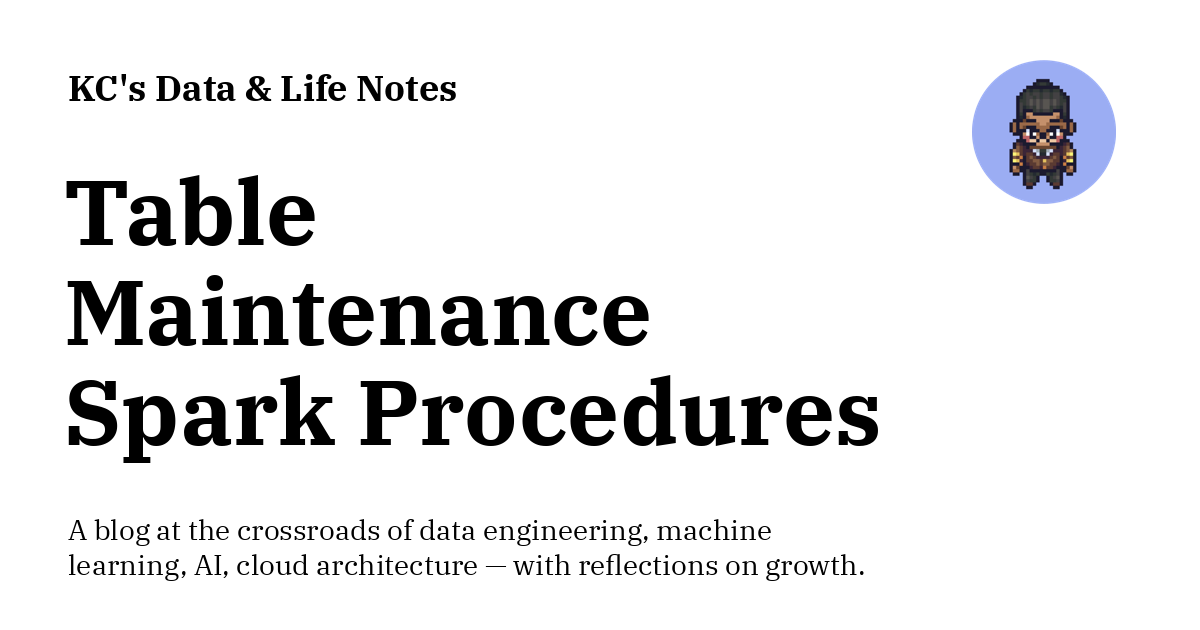 KC's Data & Life Notes
Table
Maintenance
Spark Procedures
A blog at the crossroads of data engineering, machine
learning, AI, cloud architecture — with reflections on growth.